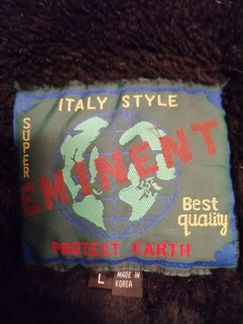 ITALY STYLE
SUPER
EMINENT
Best
quality
PROTECT EARTH
L
MADE IN
KOREA